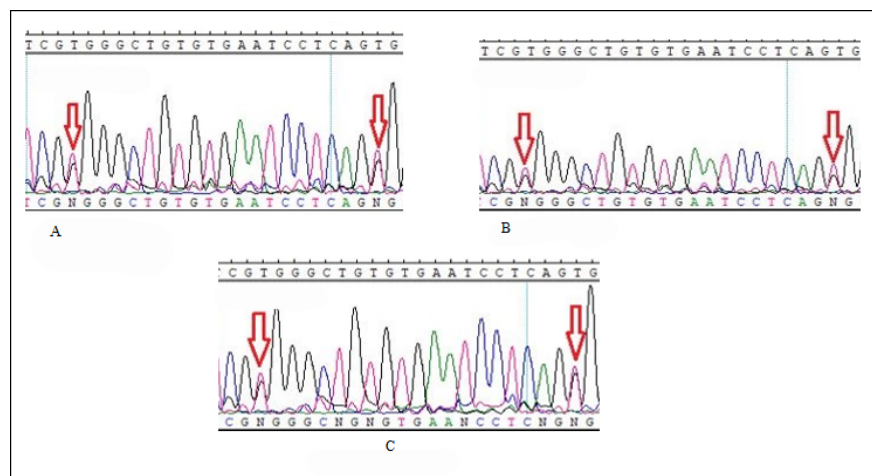 TCGTGGGCTGTGTGAATCCTCAGTG
TCGNGGGCTGTGTGAATCCTCAGNG
A
TCGTGGGCTGTGTGAATCCTCAGTG
CGNGGGCTGTGTGAATCCTCAGNG
B
CGTGGGCTGTGTGAATCCTCAGTG
CGNGGGCNGNGTGAANCCTCNGNG
C